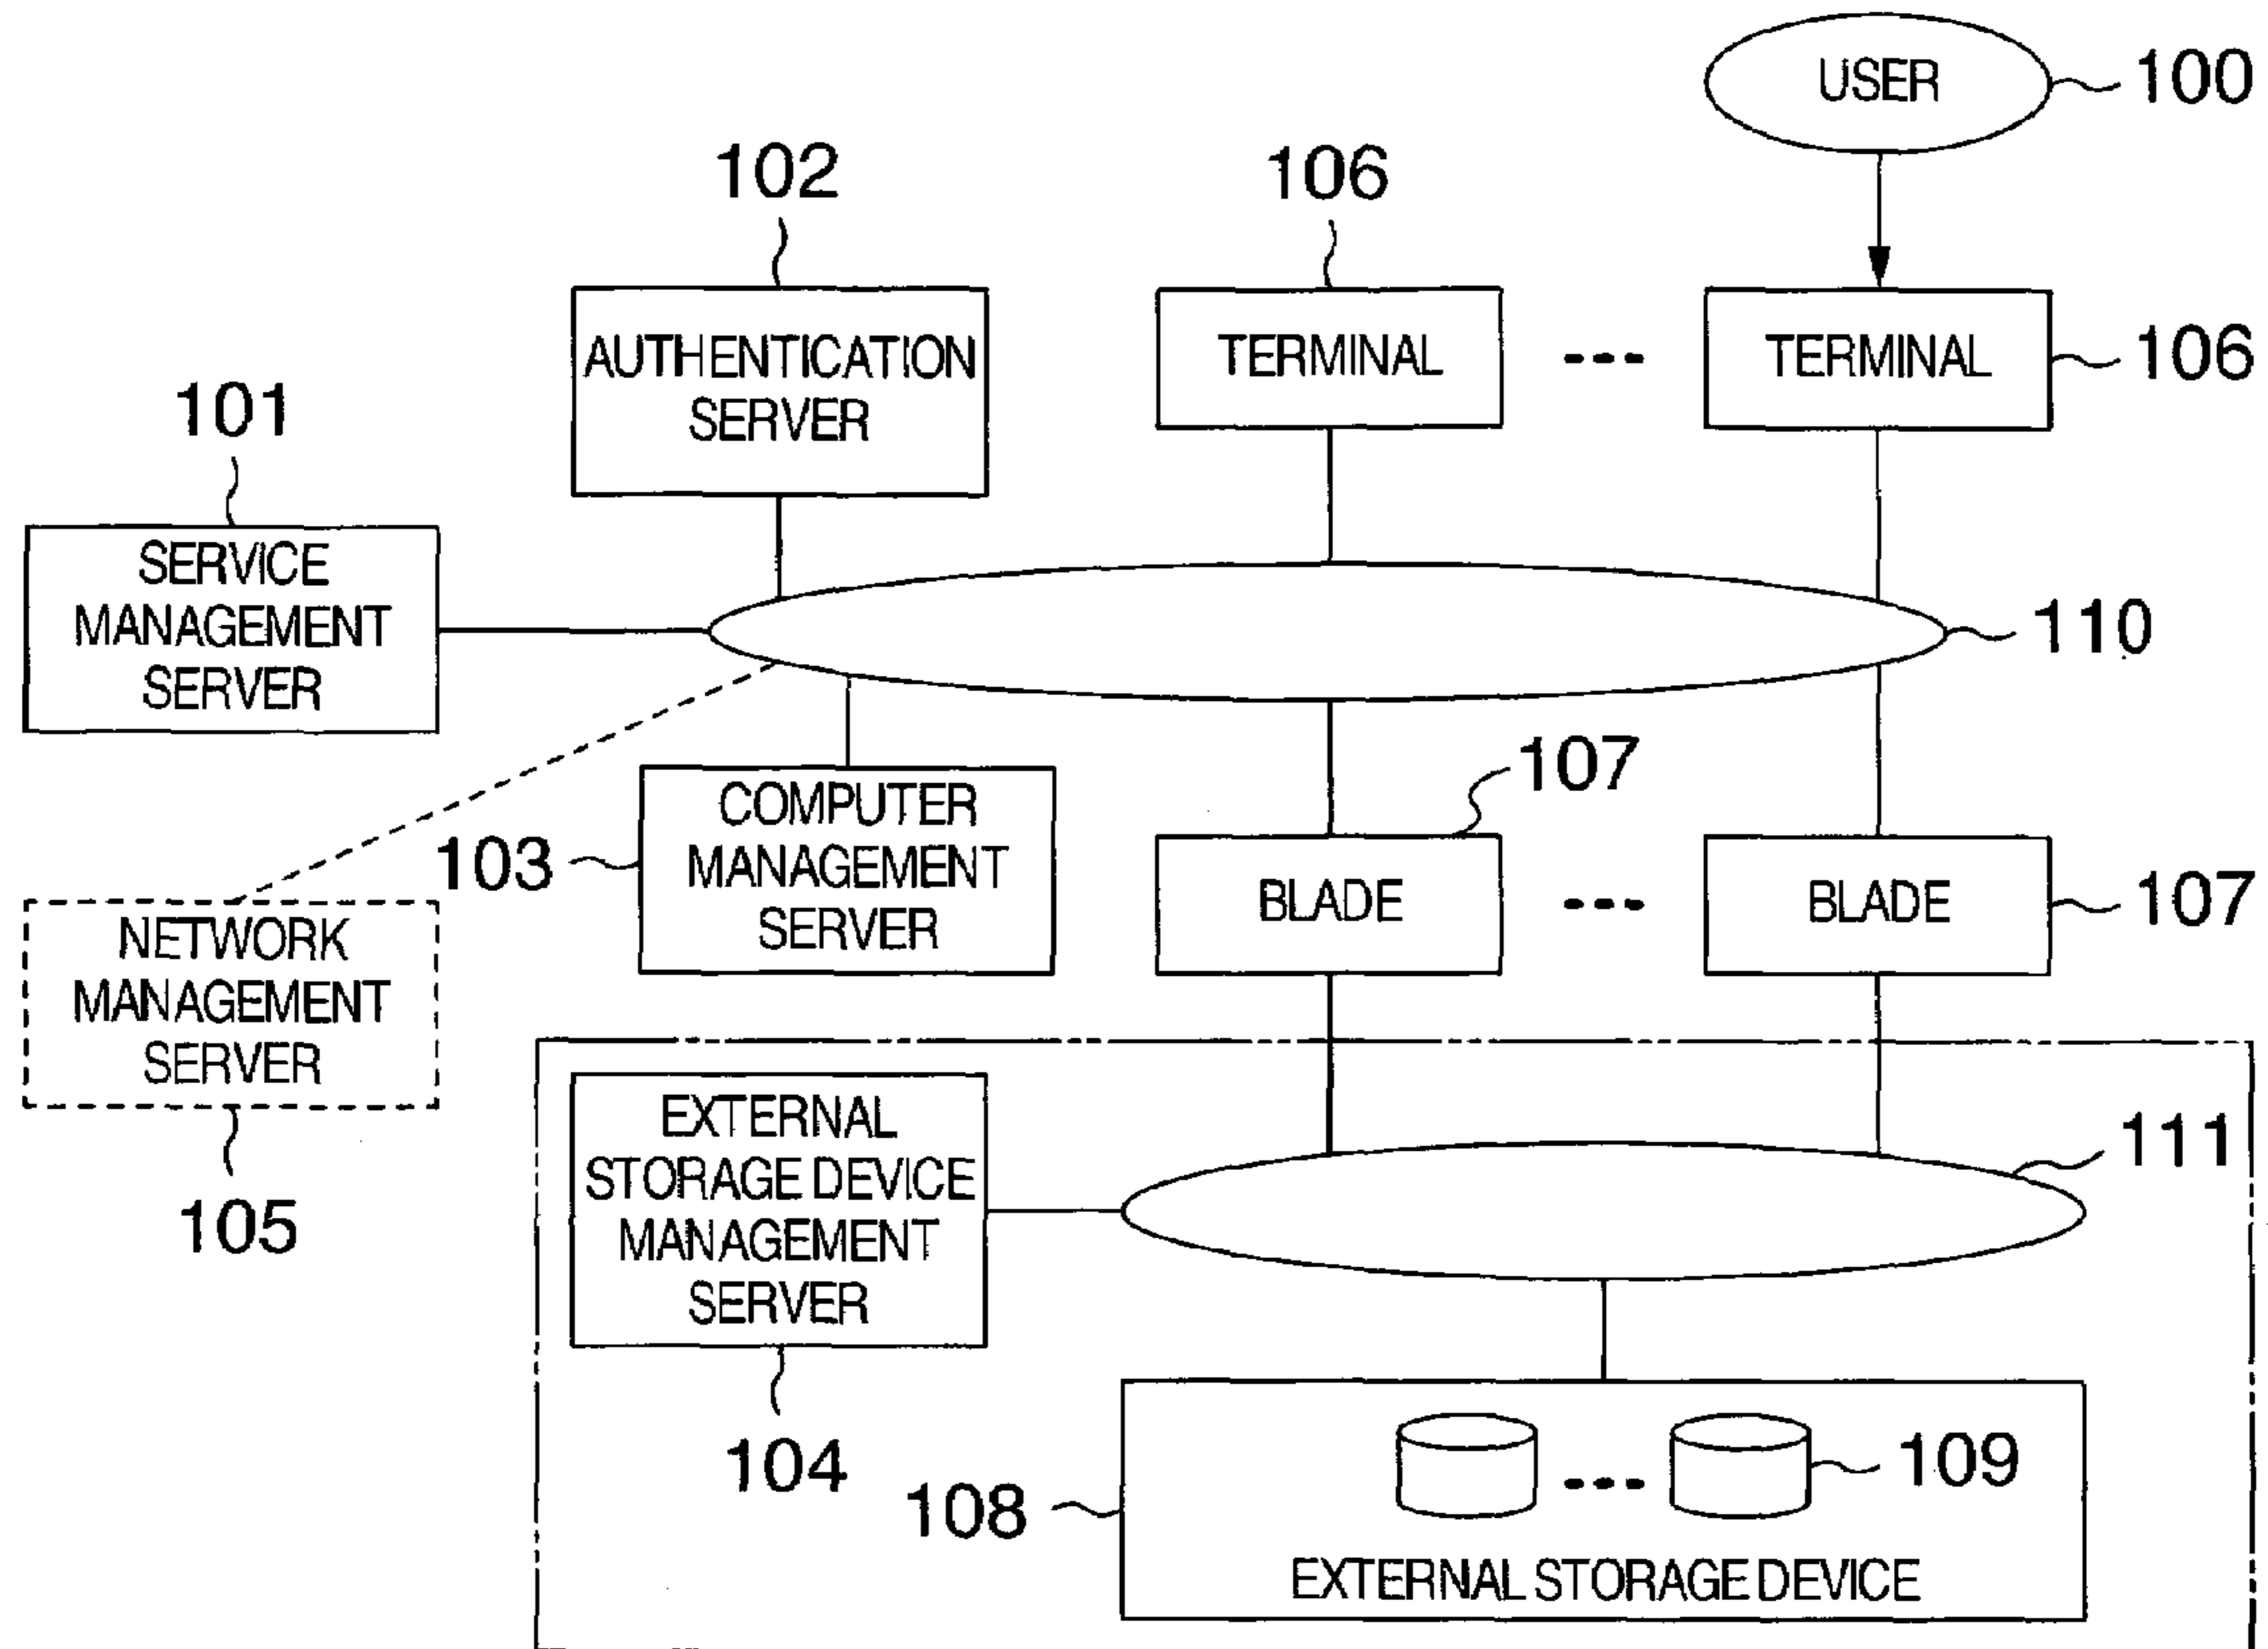 USER
100
102
106
AUTHENTICATION
SERVER
TERMINAL
---
TERMINAL
106
101
SERVICE
MANAGEMENT
SERVER
110
107
COMPUTER
MANAGEMENT
SERVER
103
BLADE
---
BLADE
107
NETWORK
MANAGEMENT
SERVER
105
EXTERNAL
STORAGE DEVICE
MANAGEMENT
SERVER
111
104
108
---
109
EXTERNAL STORAGE DEVICE